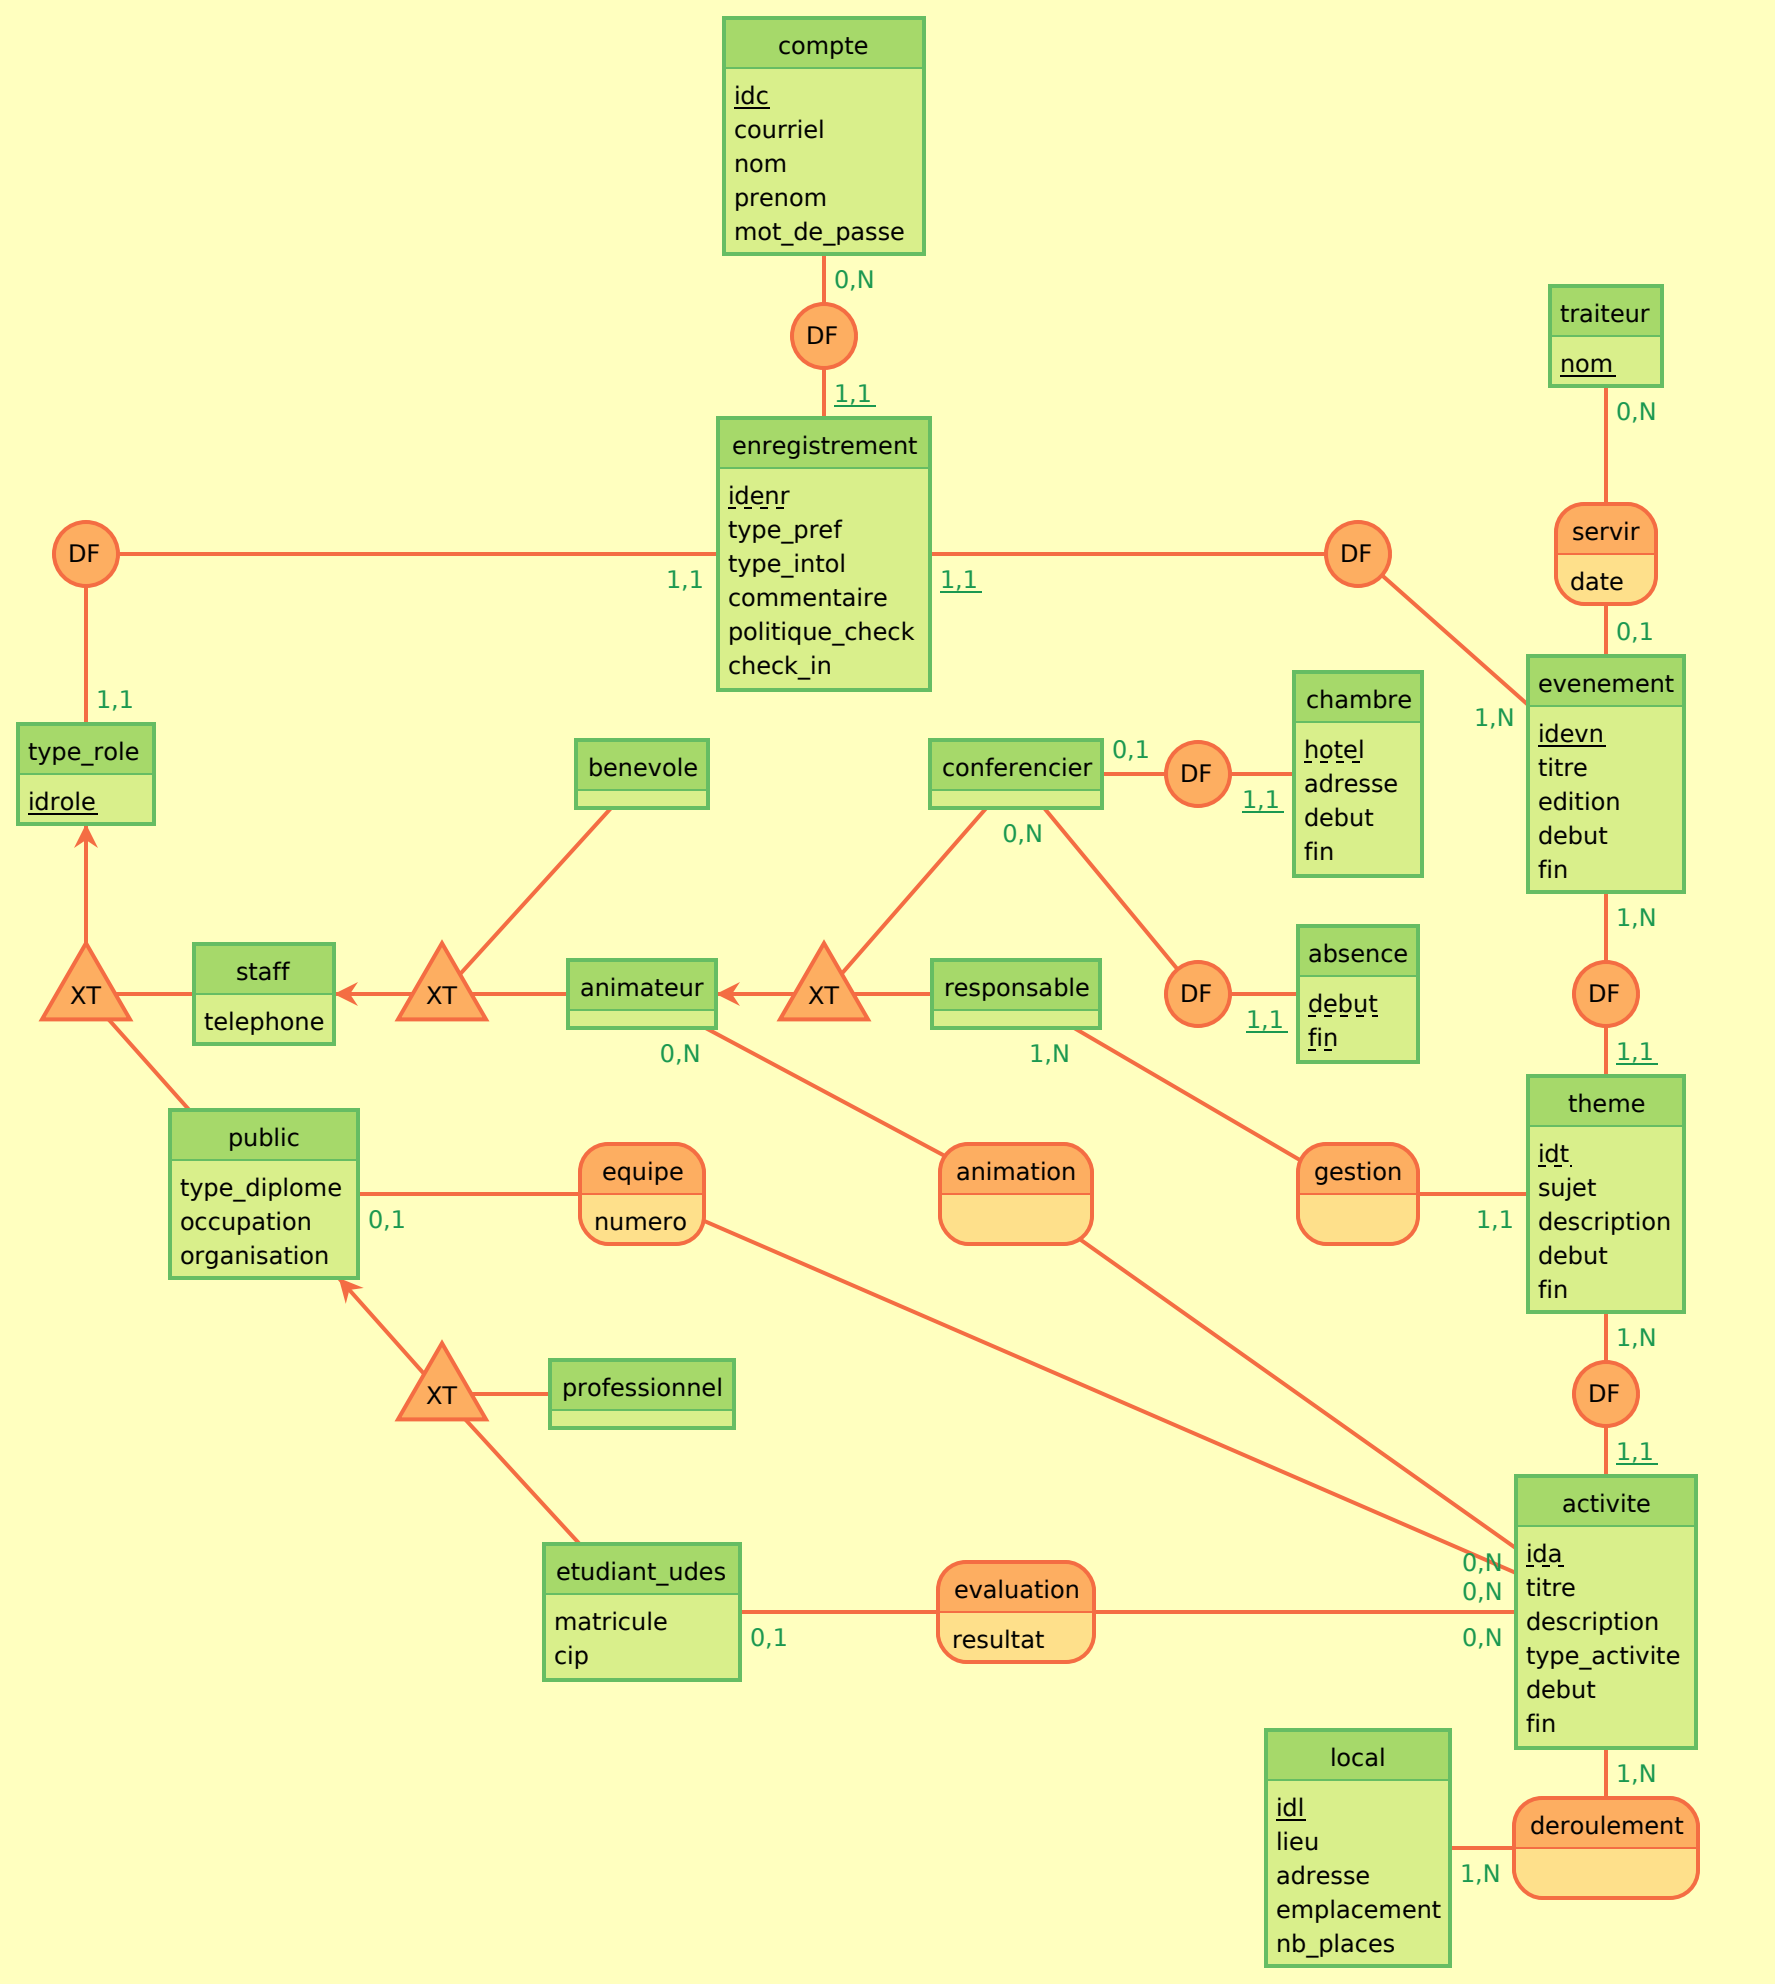 compte
idc
courriel
nom
prenom
mot_de_passe
0,N
DF
1,1
traiteur
nom
0,N
servir
date
0,1
enregistrement
idenr
type_pref
type_intol
commentaire
politique_check
check_in
DF
1,1
1,1
DF
1,N
1,1
type_role
idrole
benevole
conferencier
0,1
DF
1,1
0,N
chambre
hotel
adresse
debut
fin
evenement
idevn
titre
edition
debut
fin
1,N
XT
staff
telephone
XT
animateur
0,N
XT
responsable
1,N
DF
1,1
absence
debut
fin
DF
1,1
theme
idt
sujet
description
debut
fin
1,N
public
type_diplome
occupation
organisation
0,1
equipe
numero
animation
gestion
1,1
XT
professionnel
DF
1,1
etudiant_udes
matricule
cip
0,1
evaluation
resultat
0,N
0,N
0,N
activite
ida
titre
description
type_activite
debut
fin
1,N
local
idl
lieu
adresse
emplacement
nb_places
1,N
deroulement